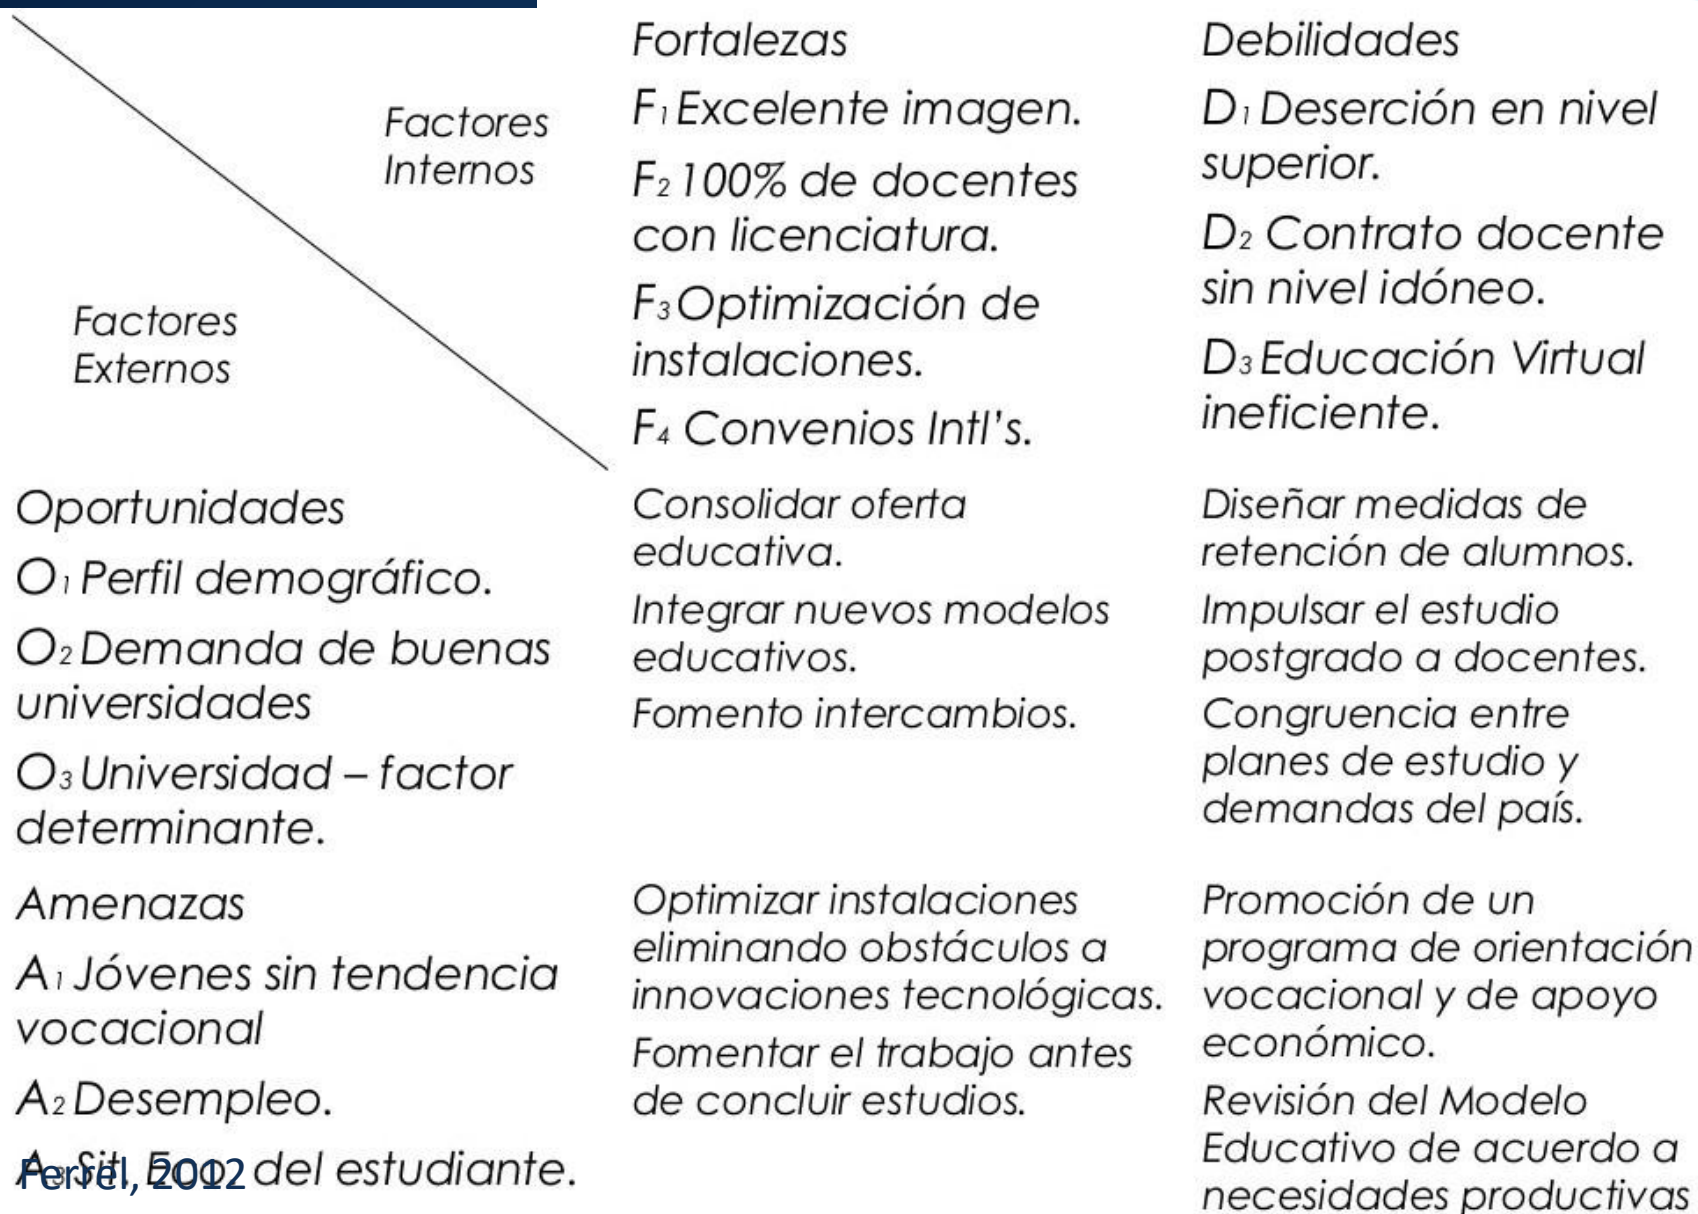 Factores
Internos
Factores
Externos
Fortalezas
F1 Excelente imagen.
F2 100% de docentes
con licenciatura.
F3 Optimización de
instalaciones.
F4 Convenios Intl's.
Debilidades
D1 Deserción en nivel
superior.
D2 Contrato docente
sin nivel idóneo.
D3 Educación Virtual
ineficiente.
Oportunidades
O1 Perfil demográfico.
O2 Demanda de buenas
universidades
O3 Universidad – factor
determinante.
Consolidar oferta
educativa.
Integrar nuevos modelos
educativos.
Fomento intercambios.
Diseñar medidas de
retención de alumnos.
Impulsar el estudio
postgrado a docentes.
Congruencia entre
planes de estudio y
demandas del país.
Amenazas
A1 Jóvenes sin tendencia
vocacional
A2 Desempleo.
A3 Sit. Eco. del estudiante.
Ferrel, 2012
Optimizar instalaciones
eliminando obstáculos a
innovaciones tecnológicas.
Fomentar el trabajo antes
de concluir estudios.
Promoción de un
programa de orientación
vocacional y de apoyo
económico.
Revisión del Modelo
Educativo de acuerdo a
necesidades productivas